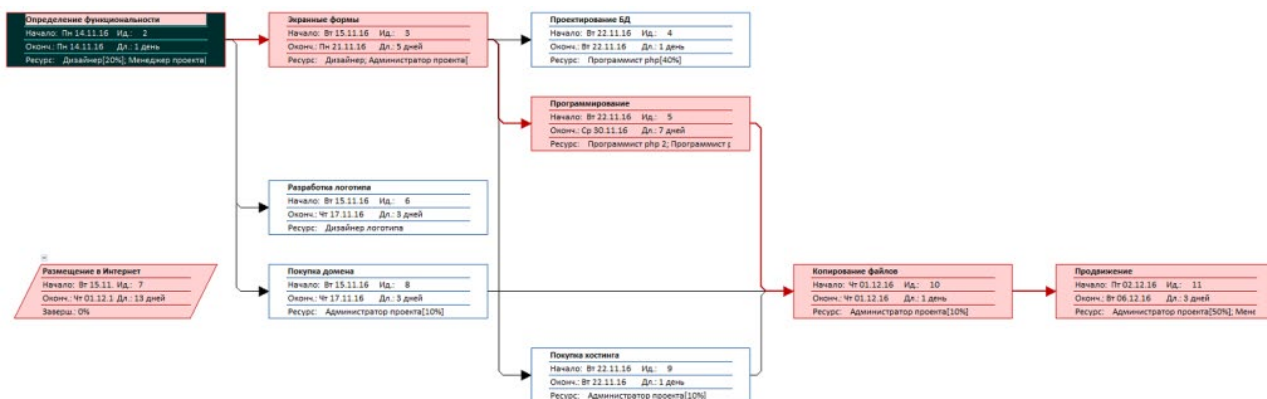 Определение функциональности
Начало: Пн 14.11.16 Ид.: 2
Оконч.: Пн 14.11.16 Дл.: 1 день
Ресурс: Дизайнер[20%]; Менеджер проекта[
Экранные формы
Начало: Вт 15.11.16 Ид.: 3
Оконч.: Пн 21.11.16 Дл.: 5 дней
Ресурс: Дизайнер; Администратор проекта[
Проектирование БД
Начало: Вт 22.11.16 Ид.: 4
Оконч.: Вт 22.11.16 Дл.: 1 день
Ресурс: Программист php[40%]
Программирование
Начало: Вт 22.11.16 Ид.: 5
Оконч.: Ср 30.11.16 Дл.: 7 дней
Ресурс: Программист php 2; Программист р
Разработка логотипа
Начало: Вт 15.11.16 Ид.: 6
Оконч.: Чт 17.11.16 Дл.: 3 дней
Ресурс: Дизайнер логотипа
Размещение в Интернет
Начало: Вт 15.11. Ид.: 7
Оконч.: Чт 01.12.1 Дл.: 13 дней
Заверш.: 0%
Покупка домена
Начало: Вт 15.11.16 Ид.: 8
Оконч.: Чт 17.11.16 Дл.: 3 дней
Ресурс: Администратор проекта[10%]
Копирование файлов
Начало: Чт 01.12.16 Ид.: 10
Оконч.: Чт 01.12.16 Дл.: 1 день
Ресурс: Администратор проекта[10%]
Продвижение
Начало: Пт 02.12.16 Ид.: 11
Оконч.: Вт 06.12.16 Дл.: 3 дней
Ресурс: Администратор проекта[50%]; Мене
Покупка хостинга
Начало: Вт 22.11.16 Ид.: 9
Оконч.: Вт 22.11.16 Дл.: 1 день
Ресурс: Администратор проекта[10%]